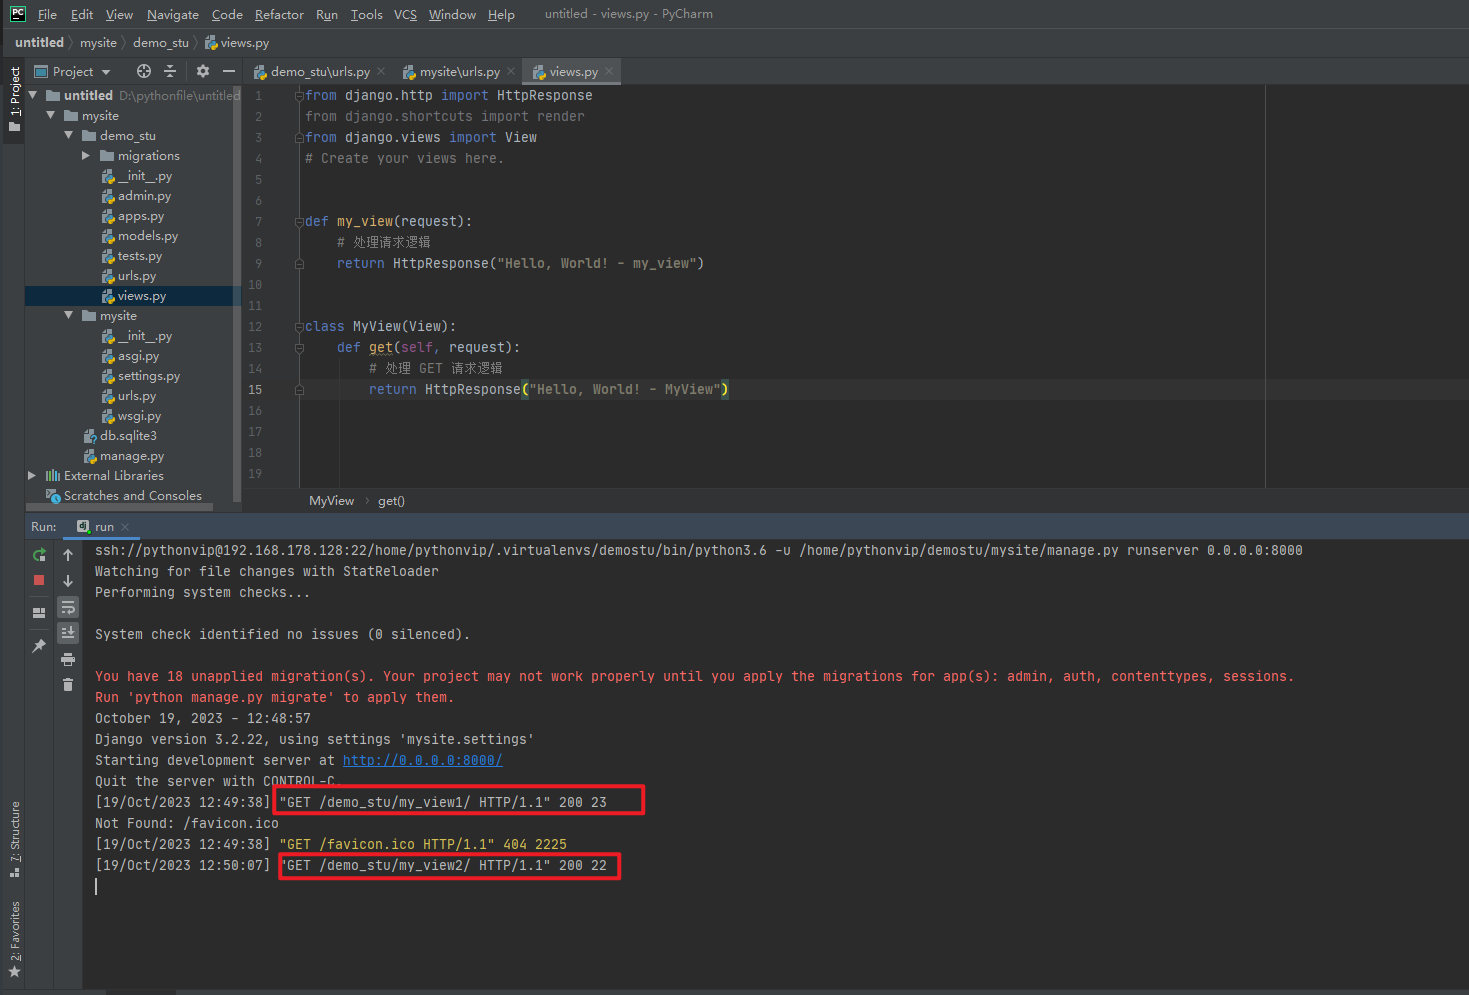 PC File Edit View Navigate Code Refactor Run Tools VCS Window Help untitled - views.py - PyCharm
untitled mysite demo_stu views.py
Project demo_stu\urls.py mysite\urls.py views.py
1: Project
untitled D:\pythonfile\untitled
mysite
demo_stu
migrations
__init__.py
admin.py
apps.py
models.py
tests.py
urls.py
views.py
mysite
__init__.py
asgi.py
settings.py
urls.py
wsgi.py
db.sqlite3
manage.py
External Libraries
Scratches and Consoles
1 from django.http import HttpResponse
2 from django.shortcuts import render
3 from django.views import View
4 # Create your views here.
5
6
7 def my_view(request):
8 # 处理请求逻辑
9 return HttpResponse("Hello, World! - my_view")
10
11
12 class MyView(View):
13 def get(self, request):
14 # 处理 GET 请求逻辑
15 return HttpResponse("Hello, World! - MyView")
16
17
18
19
MyView get()
Run: run
ssh://pythonvip@192.168.178.128:22/home/pythonvip/.virtualenvs/demostu/bin/python3.6 -u /home/pythonvip/demostu/mysite/manage.py runserver 0.0.0.0:8000
Watching for file changes with StatReloader
Performing system checks...
System check identified no issues (0 silenced).
You have 18 unapplied migration(s). Your project may not work properly until you apply the migrations for app(s): admin, auth, contenttypes, sessions.
Run 'python manage.py migrate' to apply them.
October 19, 2023 - 12:48:57
Django version 3.2.22, using settings 'mysite.settings'
Starting development server at http://0.0.0.0:8000/
Quit the server with CONTROL-C.
[19/Oct/2023 12:49:38] "GET /demo_stu/my_view1/ HTTP/1.1" 200 23
Not Found: /favicon.ico
[19/Oct/2023 12:49:38] "GET /favicon.ico HTTP/1.1" 404 2225
[19/Oct/2023 12:50:07] "GET /demo_stu/my_view2/ HTTP/1.1" 200 22
7: Structure
2: Favorites